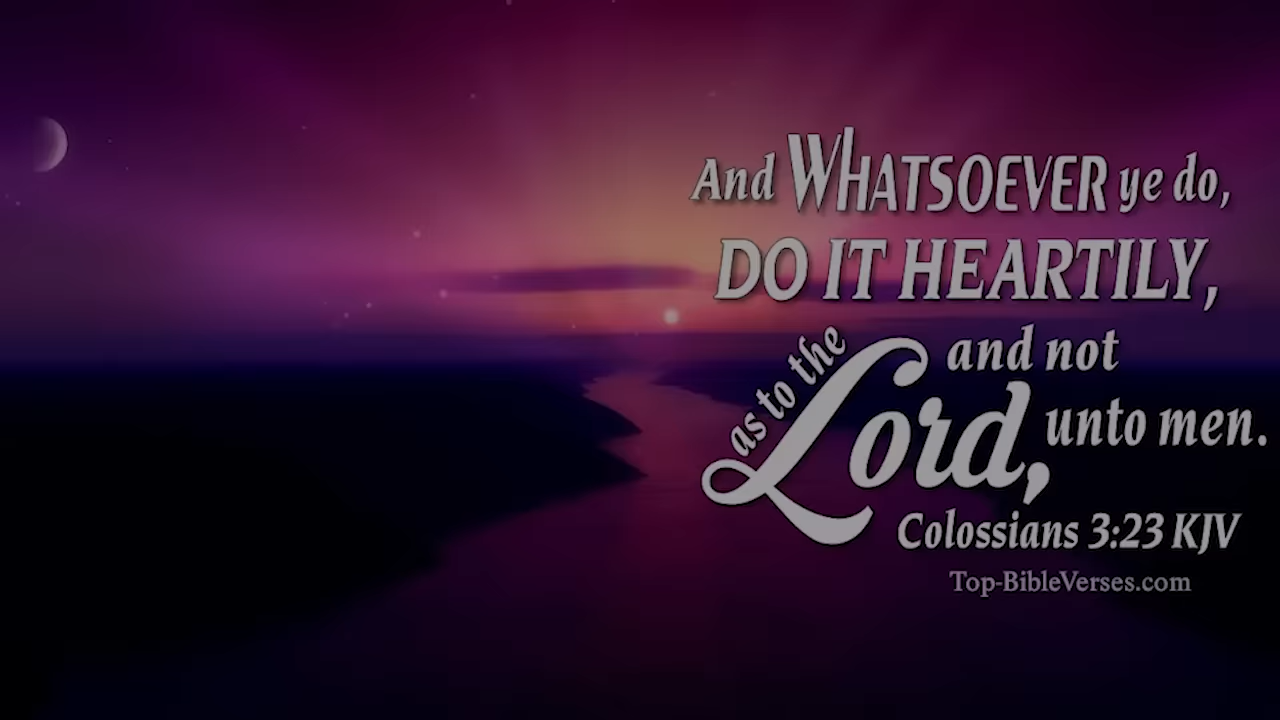 And WHATSOEVER ye do,
DO IT HEARTILY,
as to the Lord,
and not
unto men.
Colossians 3:23 KJV
Top-BibleVerses.com